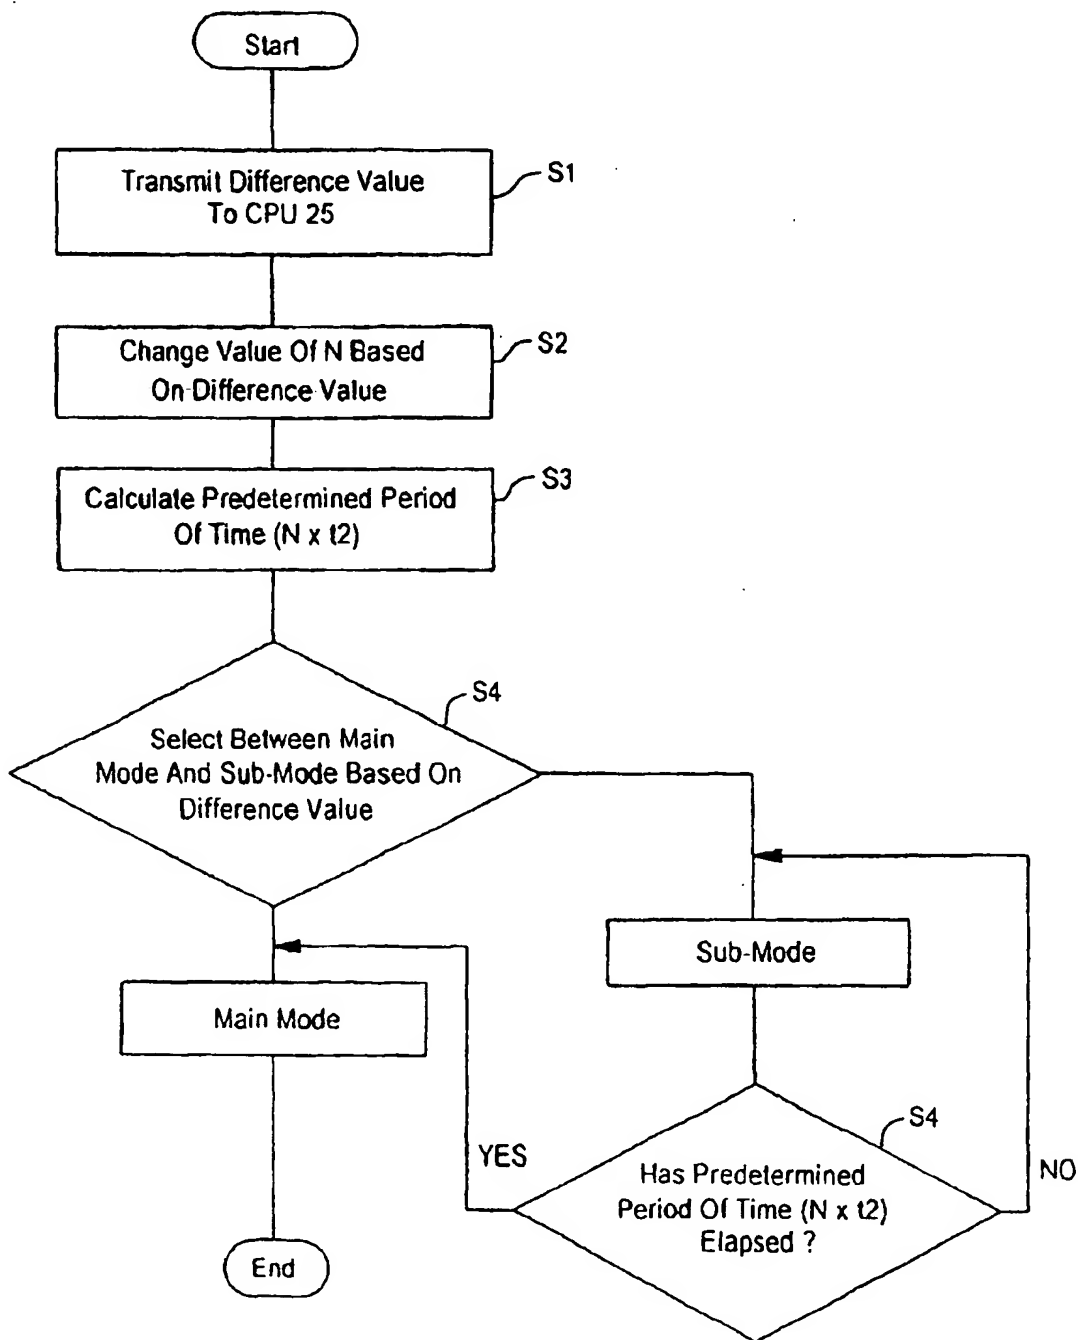 Start
Transmit Difference Value
To CPU 25
S1
Change Value Of N Based
On Difference Value
S2
Calculate Predetermined Period
Of Time (N x t2)
S3
Select Between Main
Mode And Sub-Mode Based On
Difference Value
S4
Sub-Mode
Main Mode
Has Predetermined
Period Of Time (N x t2)
Elapsed ?
S4
YES
NO
End